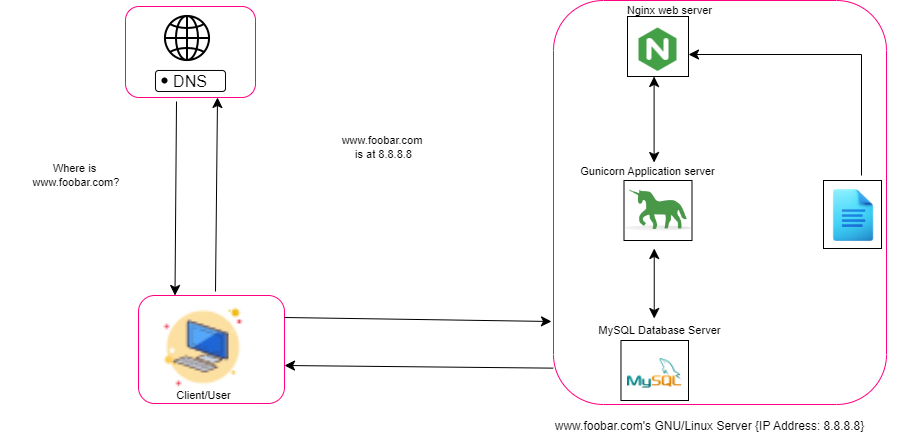 Nginx web server
N
DNS
www.foobar.com
is at 8.8.8.8
Where is
www.foobar.com?
Gunicorn Application server
MySQL Database Server
MySQL
Client/User
www.foobar.com's GNU/Linux Server {IP Address: 8.8.8.8}